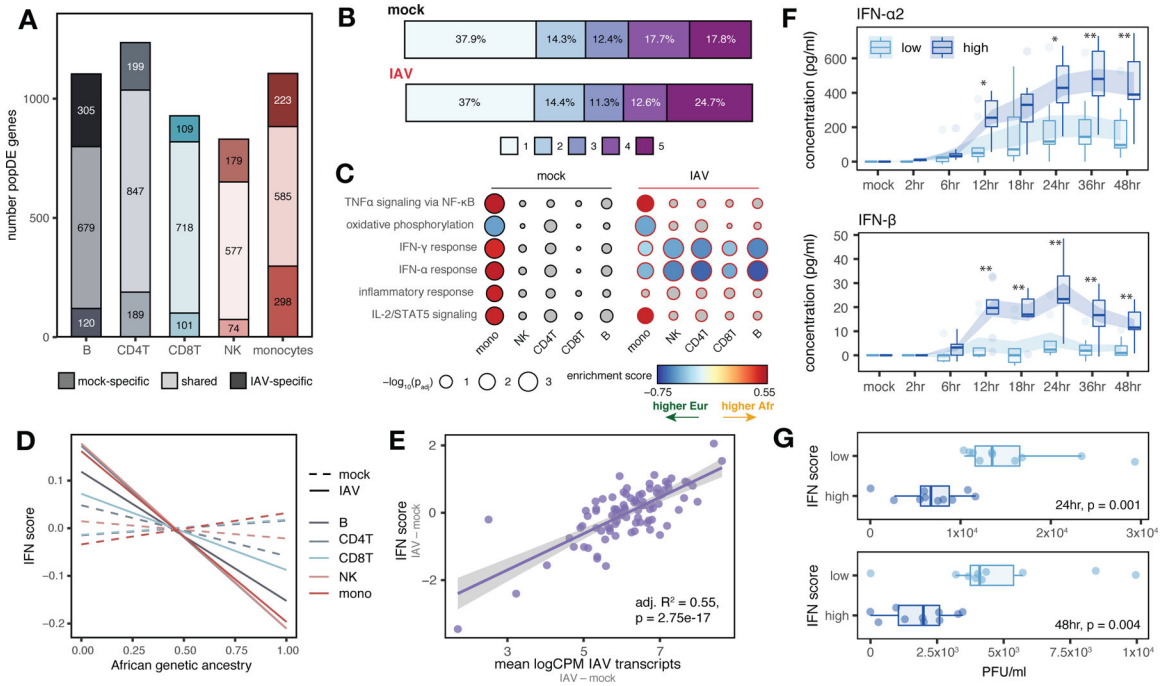 A
number popDE genes
1000
500
0
305
679
120
199
847
189
109
718
101
179
577
74
223
585
298
B
CD4T
CD8T
NK
monocytes
mock-specific
shared
IAV-specific
B
mock
37.9%
14.3%
12.4%
17.7%
17.8%
IAV
37%
14.4%
11.3%
12.6%
24.7%
1
2
3
4
5
C
mock
IAV
TNFα signaling via NF-κB
oxidative phosphorylation
IFN-γ response
IFN-α response
inflammatory response
IL-2/STAT5 signaling
mono
NK
CD4T
CD8T
B
mono
NK
CD4T
CD8T
B
−log10(padj)
1
2
3
enrichment score
-0.75
0.55
higher Eur
higher Afr
D
IFN score
0.1
0.0
−0.1
−0.2
0.00
0.25
0.50
0.75
1.00
African genetic ancestry
mock
IAV
B
CD4T
CD8T
NK
mono
E
IFN score
IAV – mock
2
0
−2
3
5
7
adj. R² = 0.55,
p = 2.75e-17
mean logCPM IAV transcripts
IAV – mock
F
IFN-α2
low
high
concentration (pg/ml)
600
400
200
0
*
*
**
**
mock
2hr
6hr
12hr
18hr
24hr
36hr
48hr
IFN-β
concentration (pg/ml)
50
40
30
20
10
0
**
**
**
**
**
mock
2hr
6hr
12hr
18hr
24hr
36hr
48hr
G
IFN score
low
high
24hr, p = 0.001
0
1x10⁴
2x10⁴
3x10⁴
IFN score
low
high
48hr, p = 0.004
0
2.5x10³
5x10³
7.5x10³
1x10⁴
PFU/ml